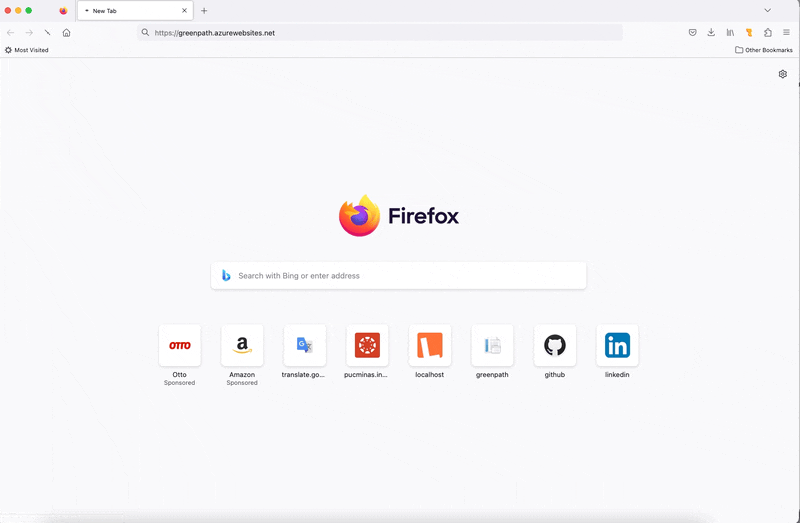 New Tab
https://greenpath.azurewebsites.net
Most Visited
Other Bookmarks
Firefox
Search with Bing or enter address
OTTO
a
G
in
Otto
Sponsored
Amazon
Sponsored
translate.go...
pucminas.in...
localhost
greenpath
github
linkedin